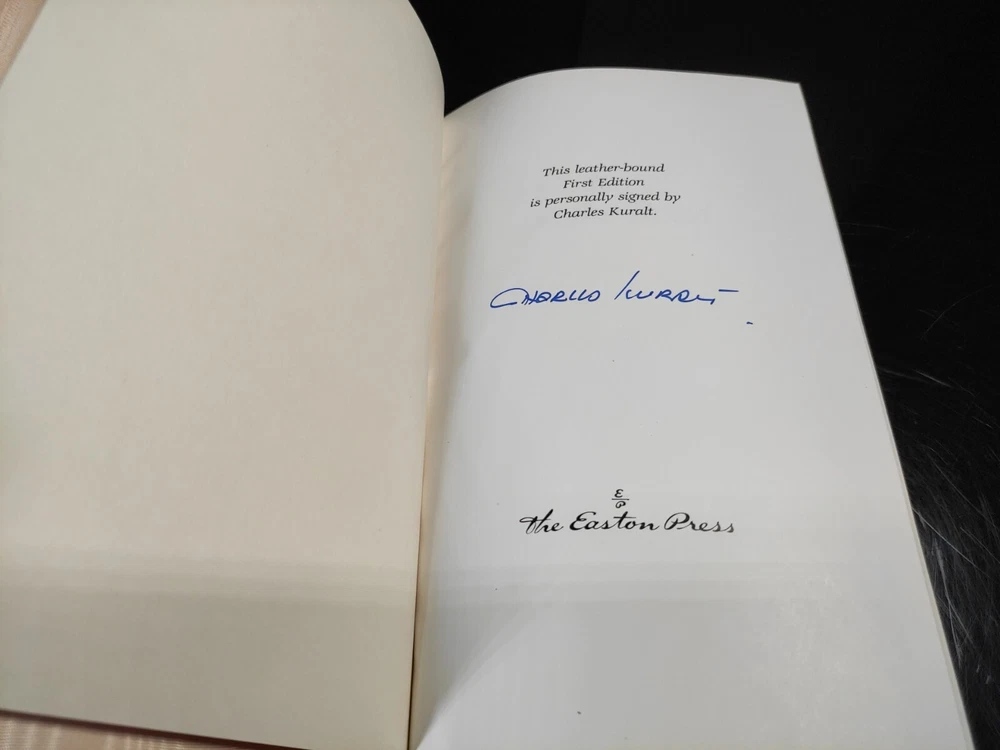 This leather-bound
First Edition
is personally signed by
Charles Kuralt.
Charles Kuralt
E
P
the Easton Press